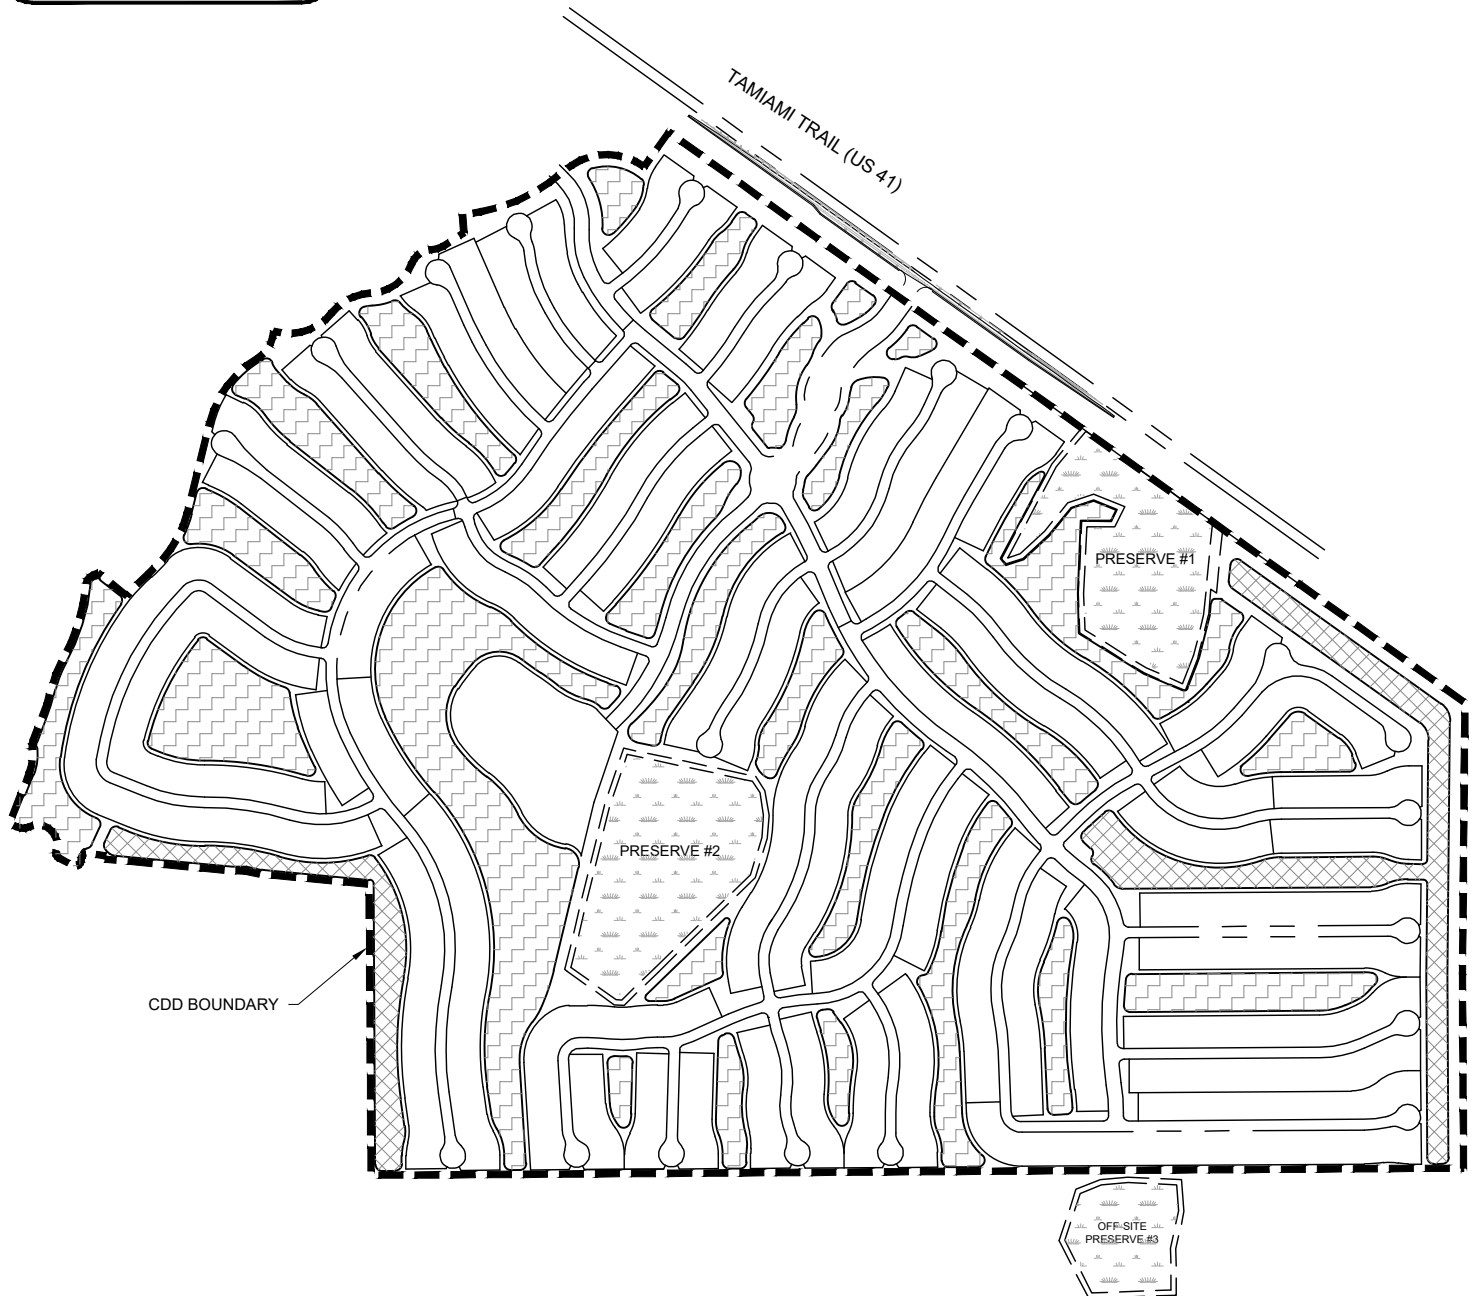 TAMIAMI TRAIL (US 41)
PRESERVE #1
PRESERVE #2
CDD BOUNDARY
OFF-SITE
PRESERVE #3